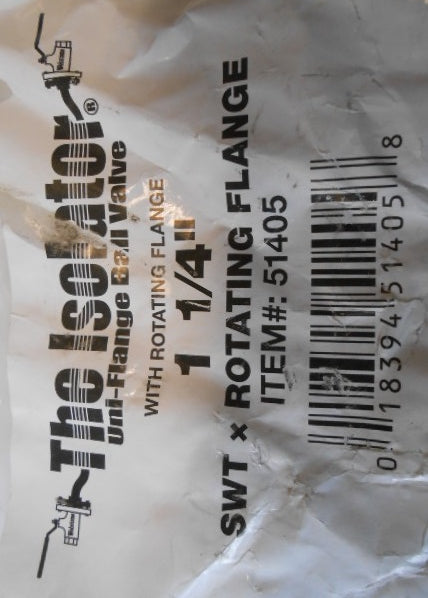 The Isolator®
Uni-Flange Ball Valve
WITH ROTATING FLANGE
1 1/4"
SWT × ROTATING FLANGE
ITEM#: 51405
0 18394 51405 8